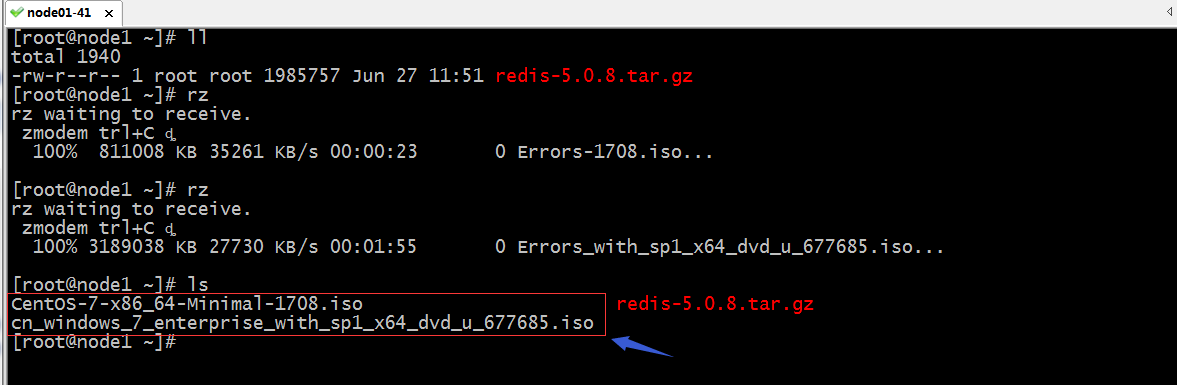 node01-41
[root@node1 ~]# ll
total 1940
-rw-r--r-- 1 root root 1985757 Jun 27 11:51 redis-5.0.8.tar.gz
[root@node1 ~]# rz
rz waiting to receive.
zmodem trl+C
100% 811008 KB 35261 KB/s 00:00:23 0 Errors-1708.iso...
[root@node1 ~]# rz
rz waiting to receive.
zmodem trl+C
100% 3189038 KB 27730 KB/s 00:01:55 0 Errors_with_sp1_x64_dvd_u_677685.iso...
[root@node1 ~]# ls
CentOS-7-x86_64-Minimal-1708.iso redis-5.0.8.tar.gz
cn_windows_7_enterprise_with_sp1_x64_dvd_u_677685.iso
[root@node1 ~]#